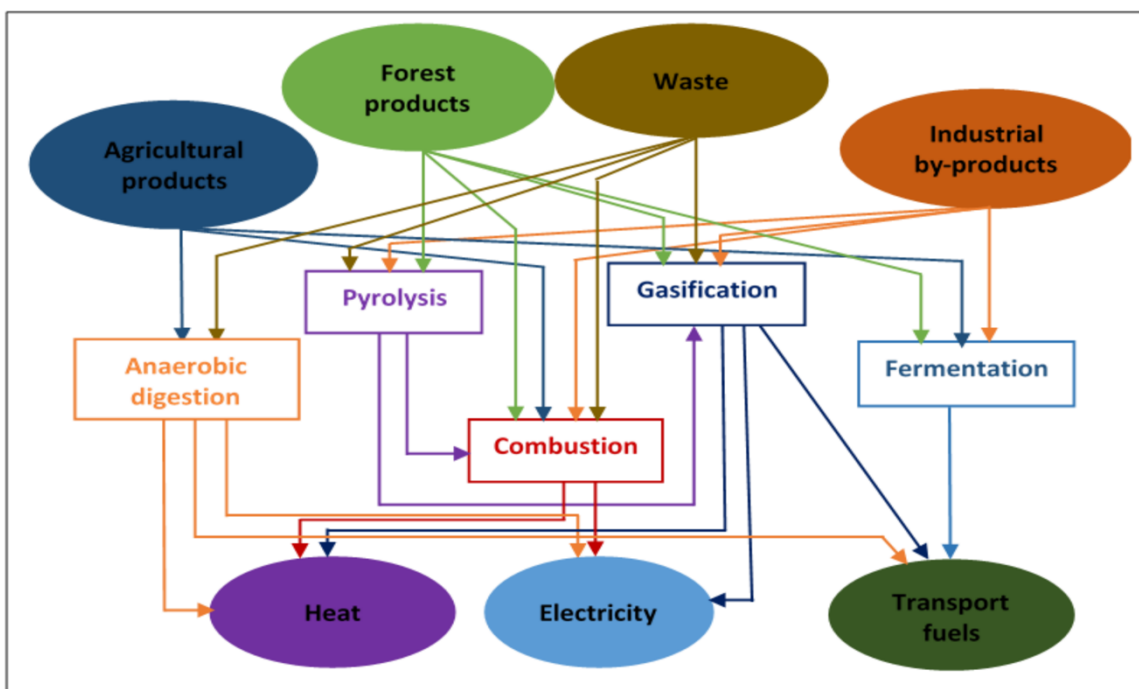 Forest
products
Waste
Agricultural
products
Industrial
by-products
Pyrolysis
Gasification
Anaerobic
digestion
Fermentation
Combustion
Heat
Electricity
Transport
fuels